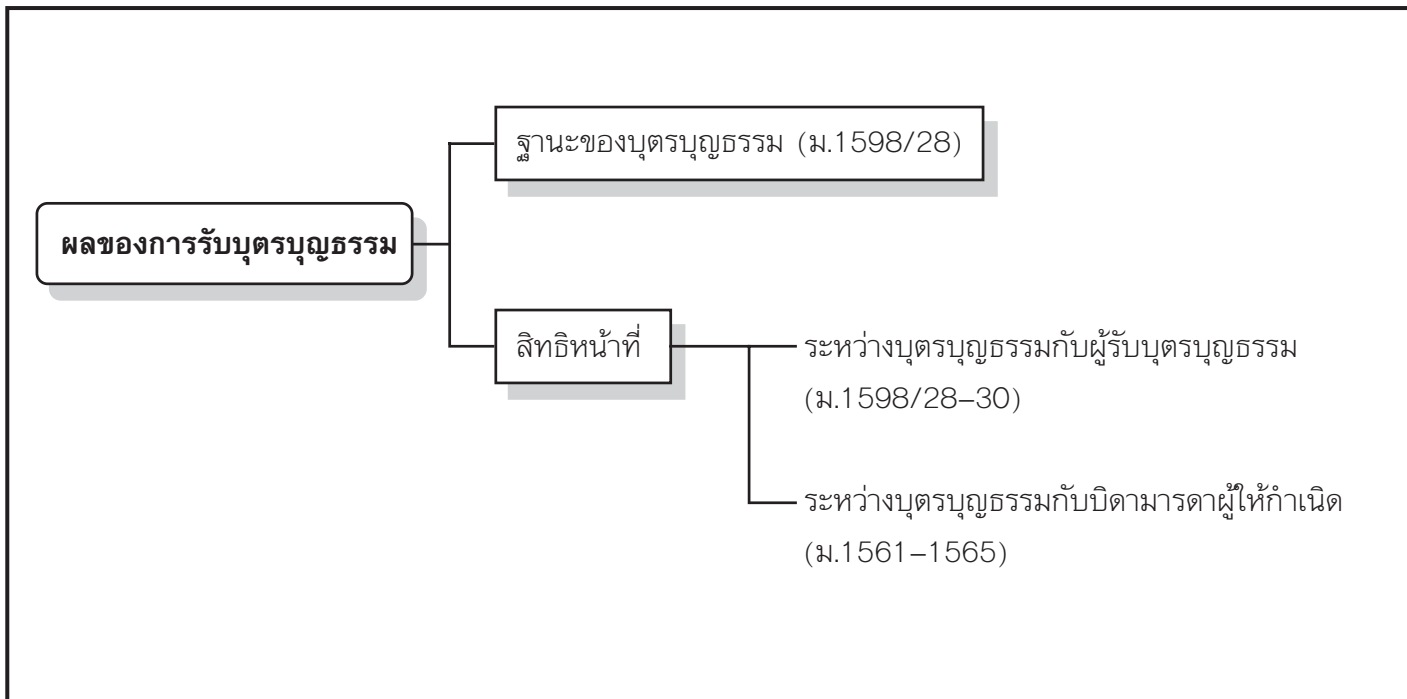 ฐานะของบุตรบุญธรรม (ม.1598/28)
ผลของการรับบุตรบุญธรรม
สิทธิหน้าที่
ระหว่างบุตรบุญธรรมกับผู้รับบุตรบุญธรรม
(ม.1598/28–30)
ระหว่างบุตรบุญธรรมกับบิดามารดาผู้ให้กำเนิด
(ม.1561–1565)